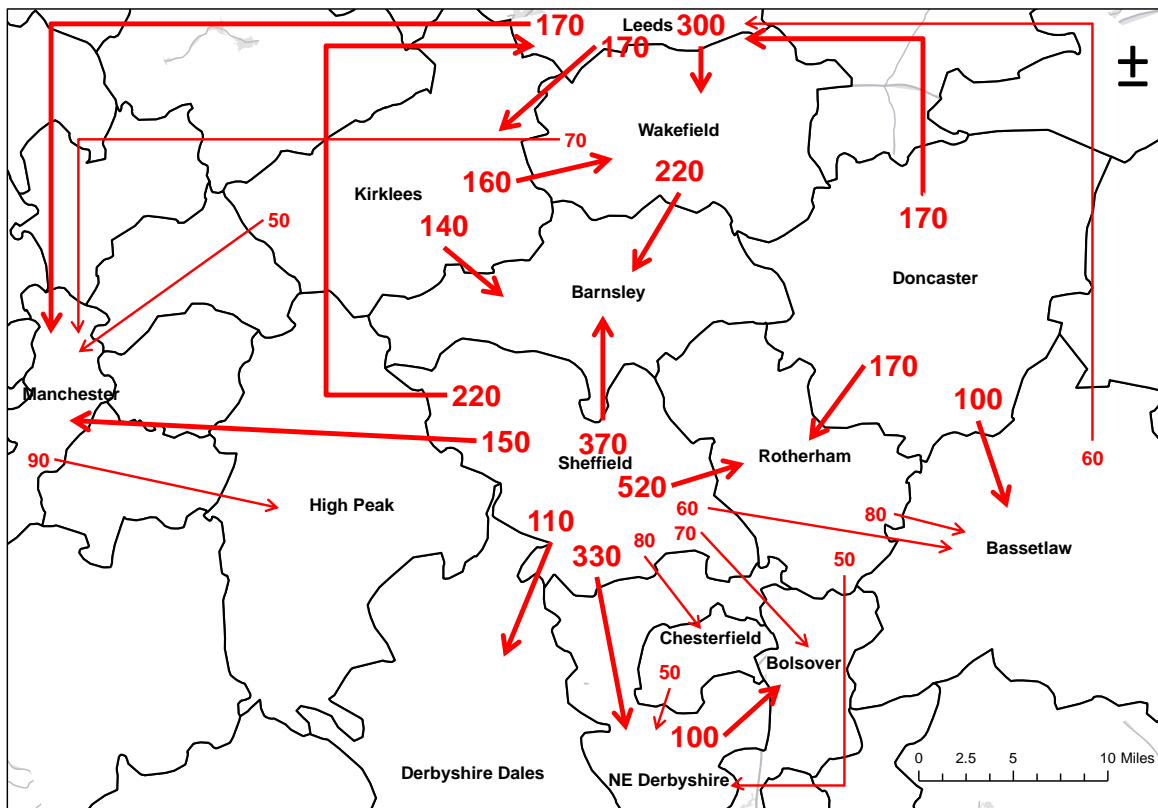 170 Leeds 300
170
Wakefield
70
160
220
Kirklees
170
50
140
Doncaster
Barnsley
170
Manchester
220
100
150
370
Rotherham
60
90
Sheffield
520
High Peak
60
80
110
70
Bassetlaw
330
80
50
Chesterfield
Bolsover
50
100
Derbyshire Dales
NE Derbyshire
0 2.5 5 10 Miles